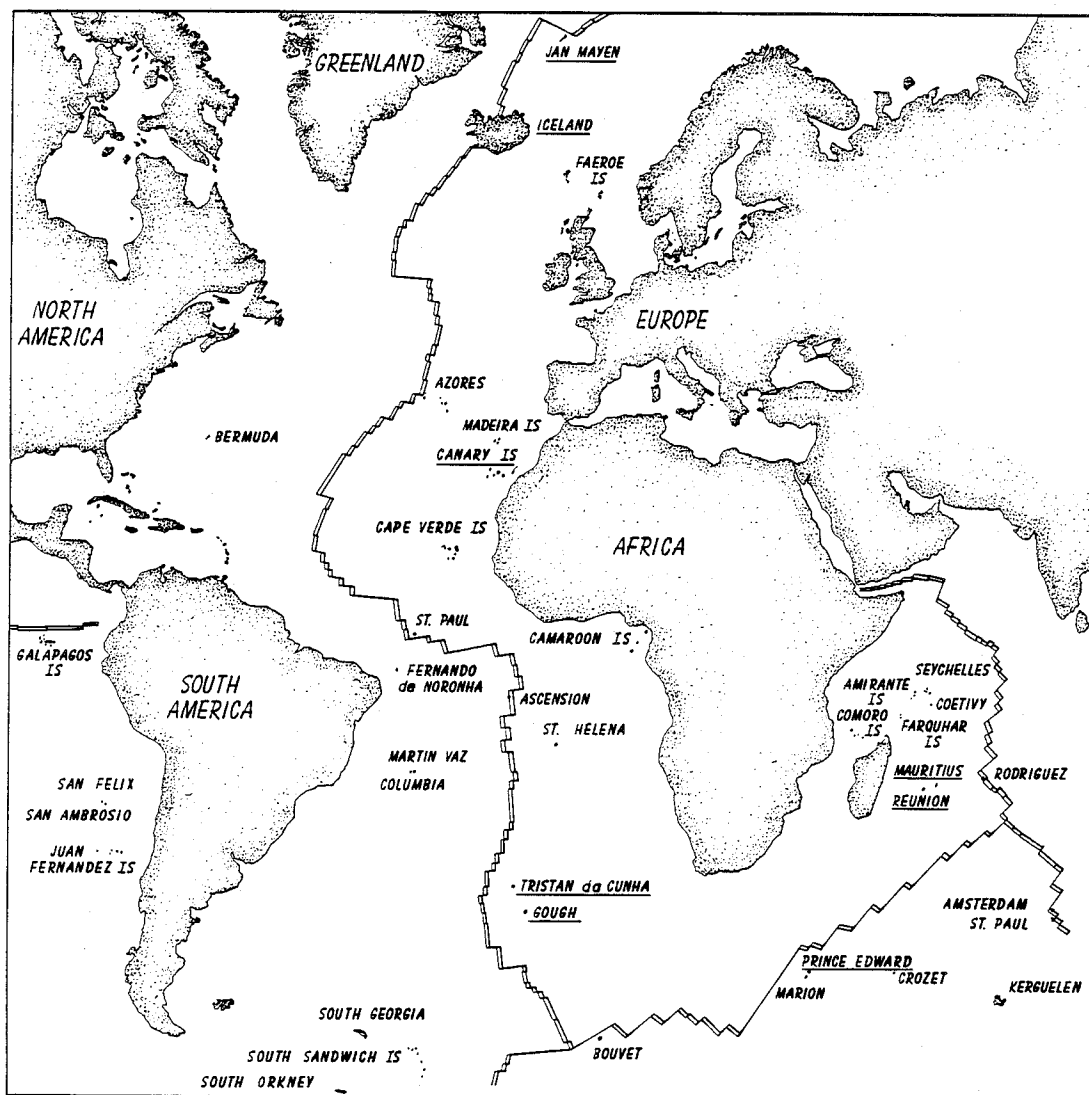 JAN MAYEN
GREENLAND
ICELAND
FAEROE
IS
NORTH
AMERICA
EUROPE
AZORES
MADEIRA IS
BERMUDA
CANARY IS
CAPE VERDE IS
AFRICA
ST. PAUL
CAMAROON IS.
GALAPAGOS
IS
FERNANDO
de NORONHA
SEYCHELLES
SOUTH
AMERICA
AMIRANTE
IS
ASCENSION
COETIVY
COMORO
IS
FARQUHAR
IS
ST. HELENA
MARTIN VAZ
COLUMBIA
MAURITIUS
RODRIGUEZ
REUNION
SAN FELIX
SAN AMBROSIO
JUAN
FERNANDEZ IS
TRISTAN da CUNHA
GOUGH
AMSTERDAM
ST. PAUL
PRINCE EDWARD
CROZET
MARION
KERGUELEN
SOUTH GEORGIA
BOUVET
SOUTH SANDWICH IS
SOUTH ORKNEY